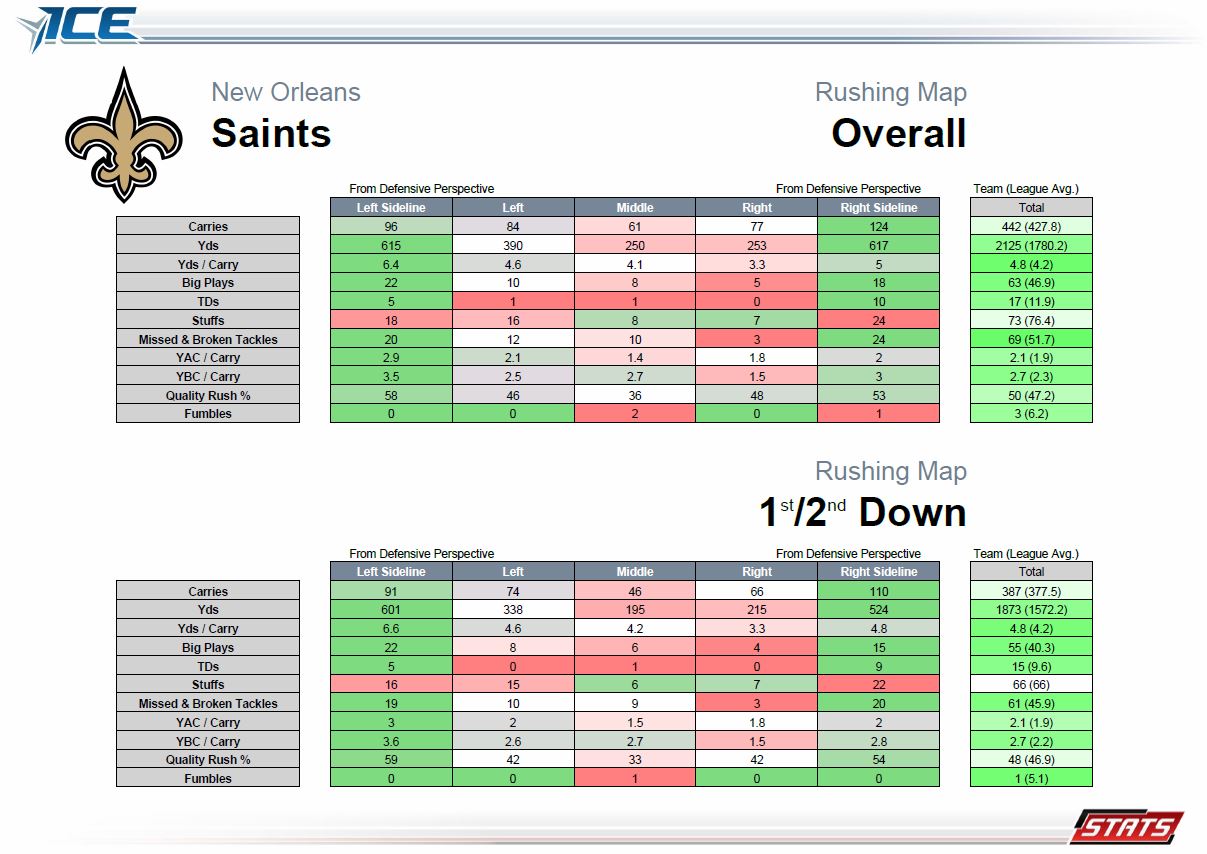 ICE
New Orleans Rushing Map
Saints Overall
From Defensive Perspective From Defensive Perspective Team (League Avg.)
Left Sideline Left Middle Right Right Sideline Total
Carries 96 84 61 77 124 442 (427.8)
Yds 615 390 250 253 617 2125 (1780.2)
Yds / Carry 6.4 4.6 4.1 3.3 5 4.8 (4.2)
Big Plays 22 10 8 5 18 63 (46.9)
TDs 5 1 1 0 10 17 (11.9)
Stuffs 18 16 8 7 24 73 (76.4)
Missed & Broken Tackles 20 12 10 3 24 69 (51.7)
YAC / Carry 2.9 2.1 1.4 1.8 2 2.1 (1.9)
YBC / Carry 3.5 2.5 2.7 1.5 3 2.7 (2.3)
Quality Rush % 58 46 36 48 53 50 (47.2)
Fumbles 0 0 2 0 1 3 (6.2)
Rushing Map
1st/2nd Down
From Defensive Perspective From Defensive Perspective Team (League Avg.)
Left Sideline Left Middle Right Right Sideline Total
Carries 91 74 46 66 110 387 (377.5)
Yds 601 338 195 215 524 1873 (1572.2)
Yds / Carry 6.6 4.6 4.2 3.3 4.8 4.8 (4.2)
Big Plays 22 8 6 4 15 55 (40.3)
TDs 5 0 1 0 9 15 (9.6)
Stuffs 16 15 6 7 22 66 (66)
Missed & Broken Tackles 19 10 9 3 20 61 (45.9)
YAC / Carry 3 2 1.5 1.8 2 2.1 (1.9)
YBC / Carry 3.6 2.6 2.7 1.5 2.8 2.7 (2.2)
Quality Rush % 59 42 33 42 54 48 (46.9)
Fumbles 0 0 1 0 0 1 (5.1)
STATS